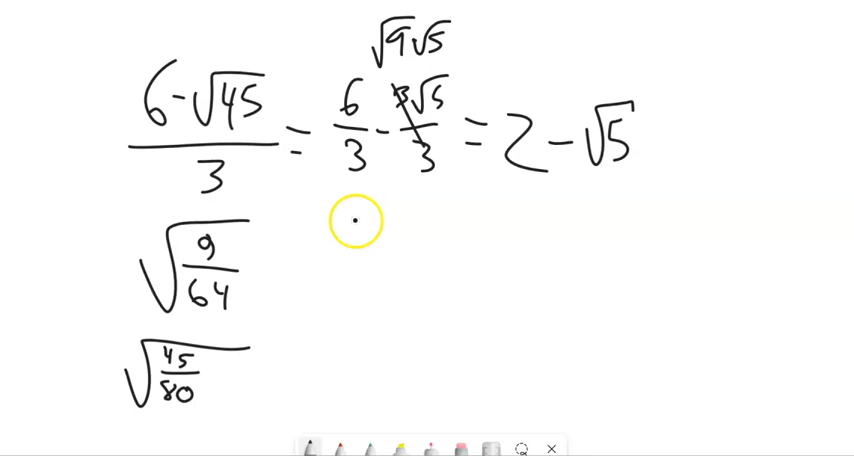 √9√5
(6-√45)/3 = 6/3 - 3√5/3 = 2-√5
√(9/64)
√(45/80)